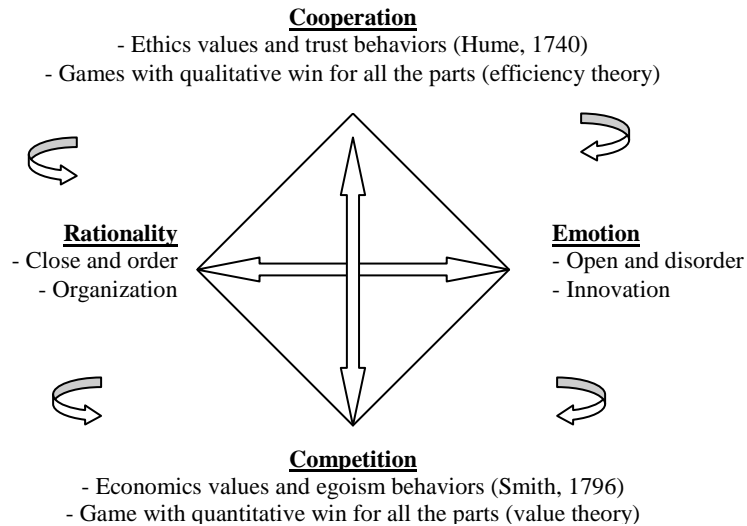 Cooperation
- Ethics values and trust behaviors (Hume, 1740)
- Games with qualitative win for all the parts (efficiency theory)
Rationality
- Close and order
- Organization
Emotion
- Open and disorder
- Innovation
Competition
- Economics values and egoism behaviors (Smith, 1796)
- Game with quantitative win for all the parts (value theory)